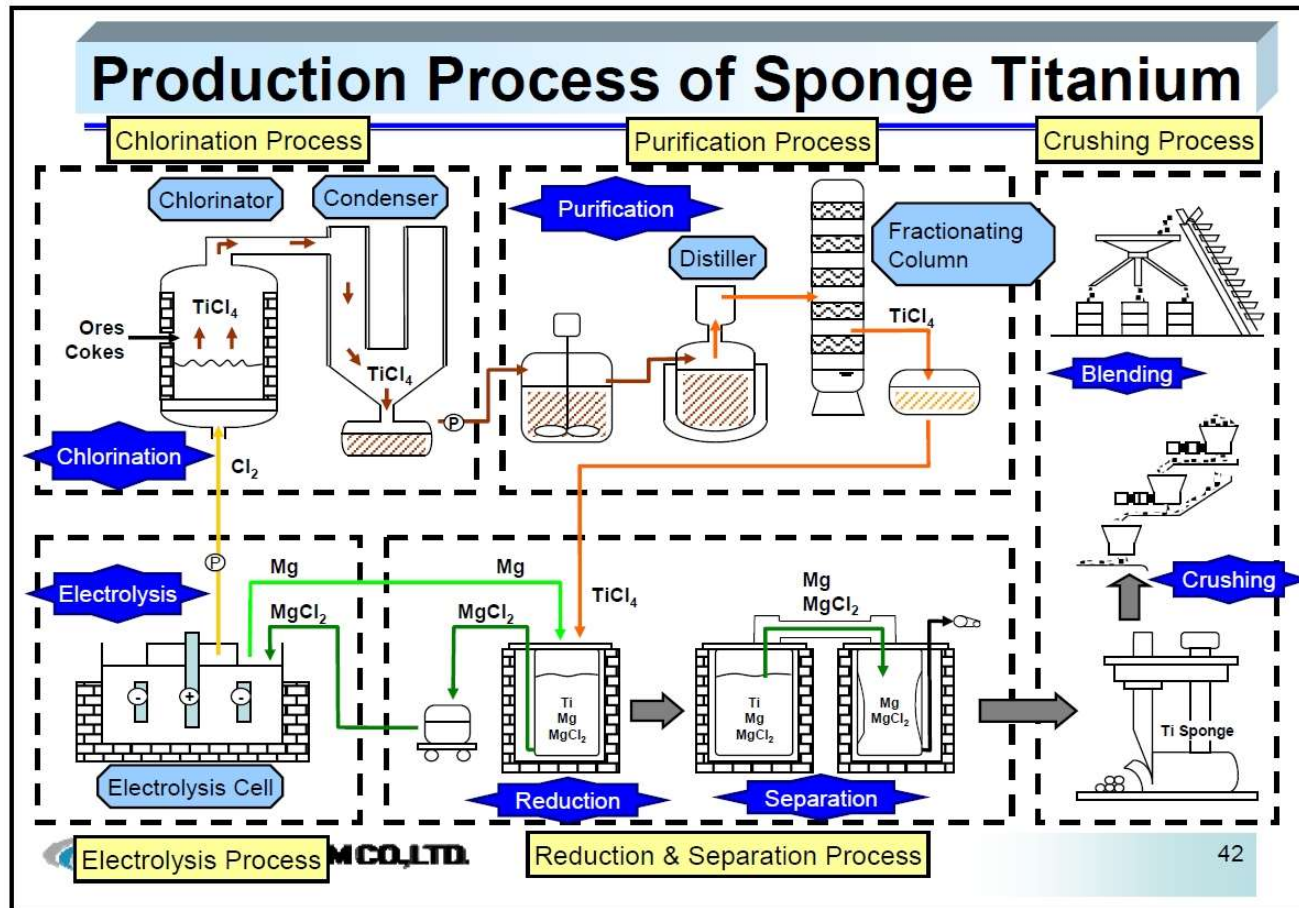 Production Process of Sponge Titanium
Chlorination Process
Purification Process
Crushing Process
Chlorinator
Condenser
Purification
Distiller
Fractionating
Column
TiCl4
Ores
Cokes
TiCl4
TiCl4
P
Blending
Chlorination
Cl2
P
Electrolysis
Mg
Mg
MgCl2
MgCl2
TiCl4
Mg
MgCl2
Crushing
- + -
Ti
Mg
MgCl2
Ti
Mg
MgCl2
Mg
MgCl2
Ti Sponge
Electrolysis Cell
Reduction
Separation
Electrolysis Process
M CO.,LTD.
Reduction & Separation Process
42